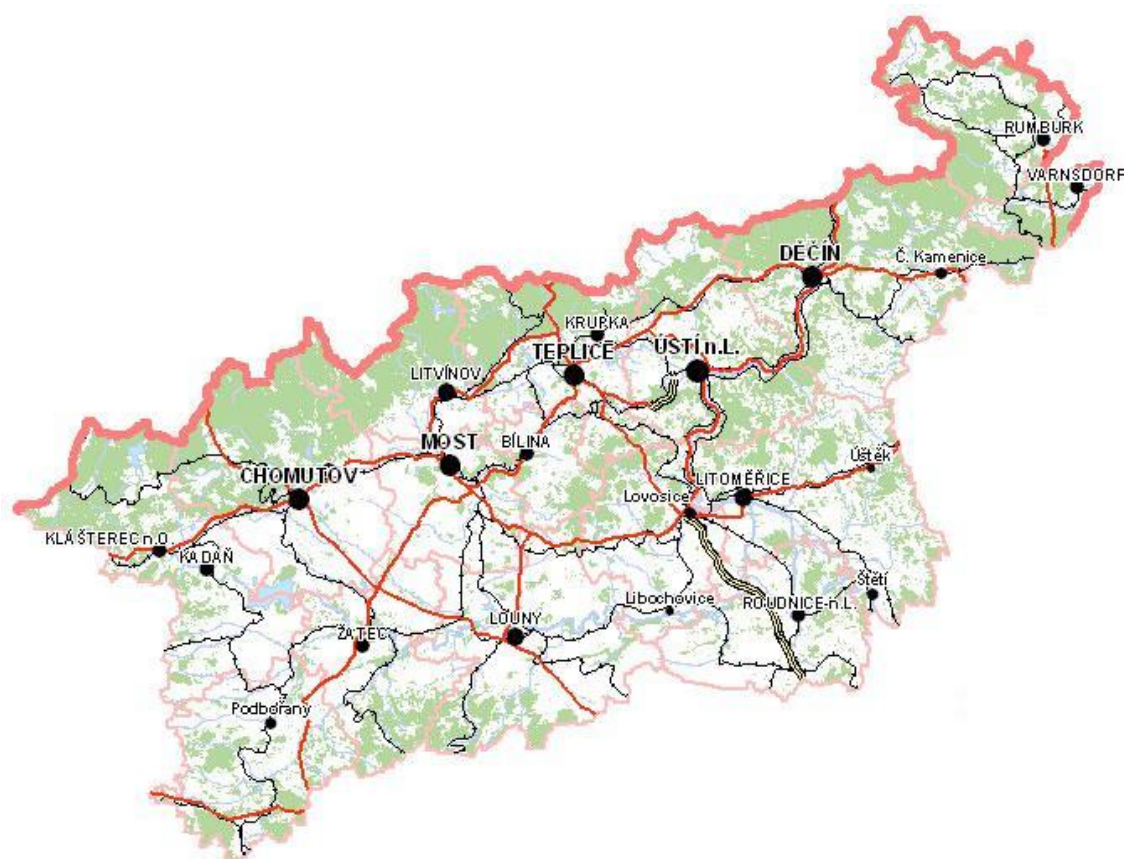 RUMBURK
VARNSDORF
DĚČÍN
Č. Kamenice
KRUPKA
TEPLICE
ÚSTÍ n.L.
LITVÍNOV
MOST
BÍLINA
CHOMUTOV
Úštěk
LITOMĚŘICE
Lovosice
KLÁŠTEREC n.O.
KADAŇ
Štětí
Libochovice
ROUDNICE n.L.
LOUNY
ŽATEC
Podbořany